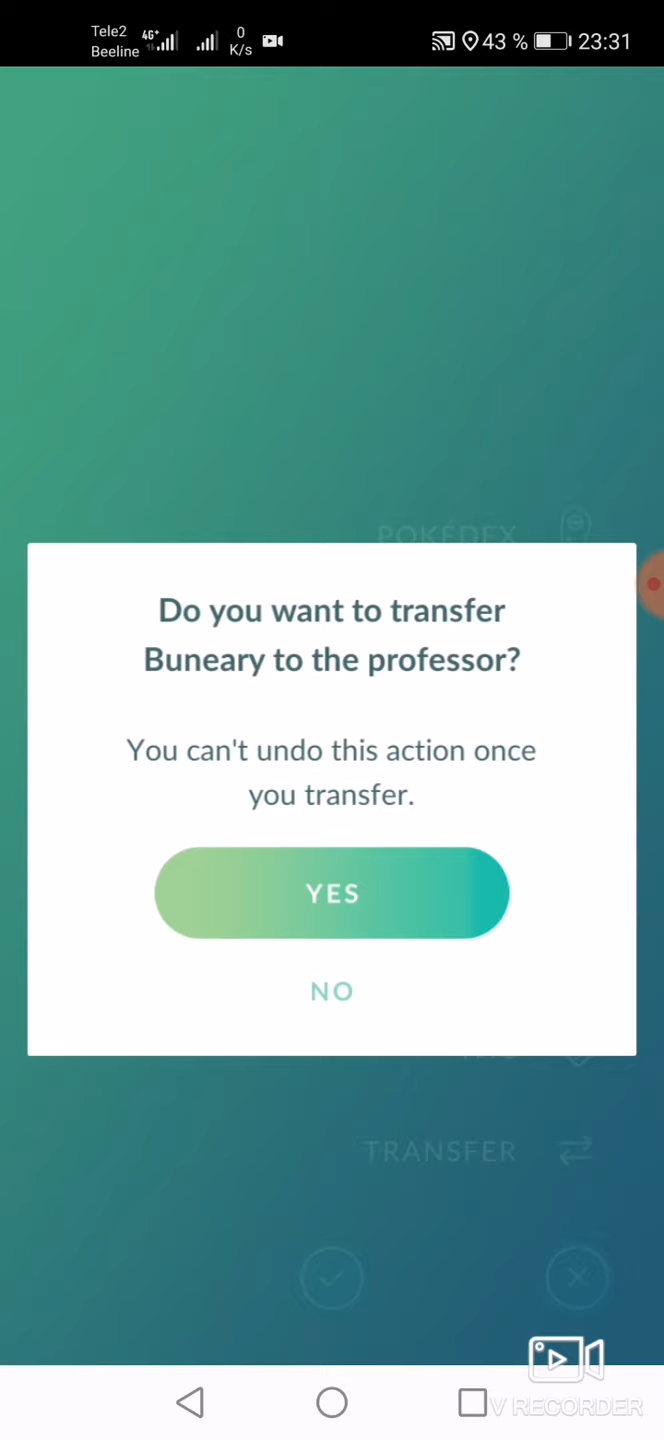 Tele2 4G+ 0 43 % 23:31
Beeline K/s
POKÉDEX
Do you want to transfer
Buneary to the professor?
You can't undo this action once
you transfer.
YES
NO
TRANSFER
V RECORDER